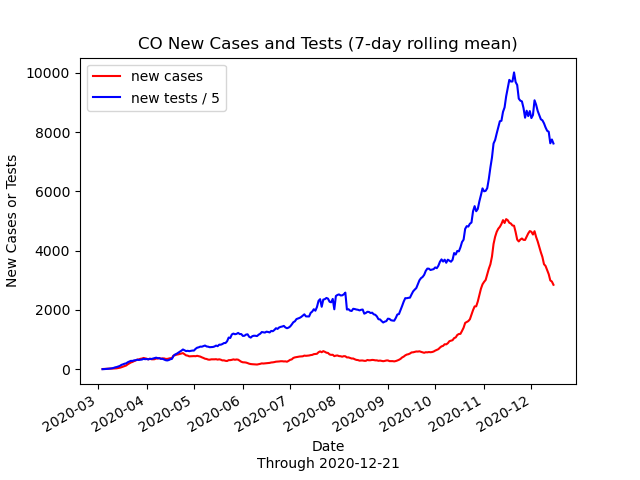 CO New Cases and Tests (7-day rolling mean)
new cases
new tests / 5
New Cases or Tests
10000
8000
6000
4000
2000
0
2020-03
2020-04
2020-05
2020-06
2020-07
2020-08
2020-09
2020-10
2020-11
2020-12
Date
Through 2020-12-21